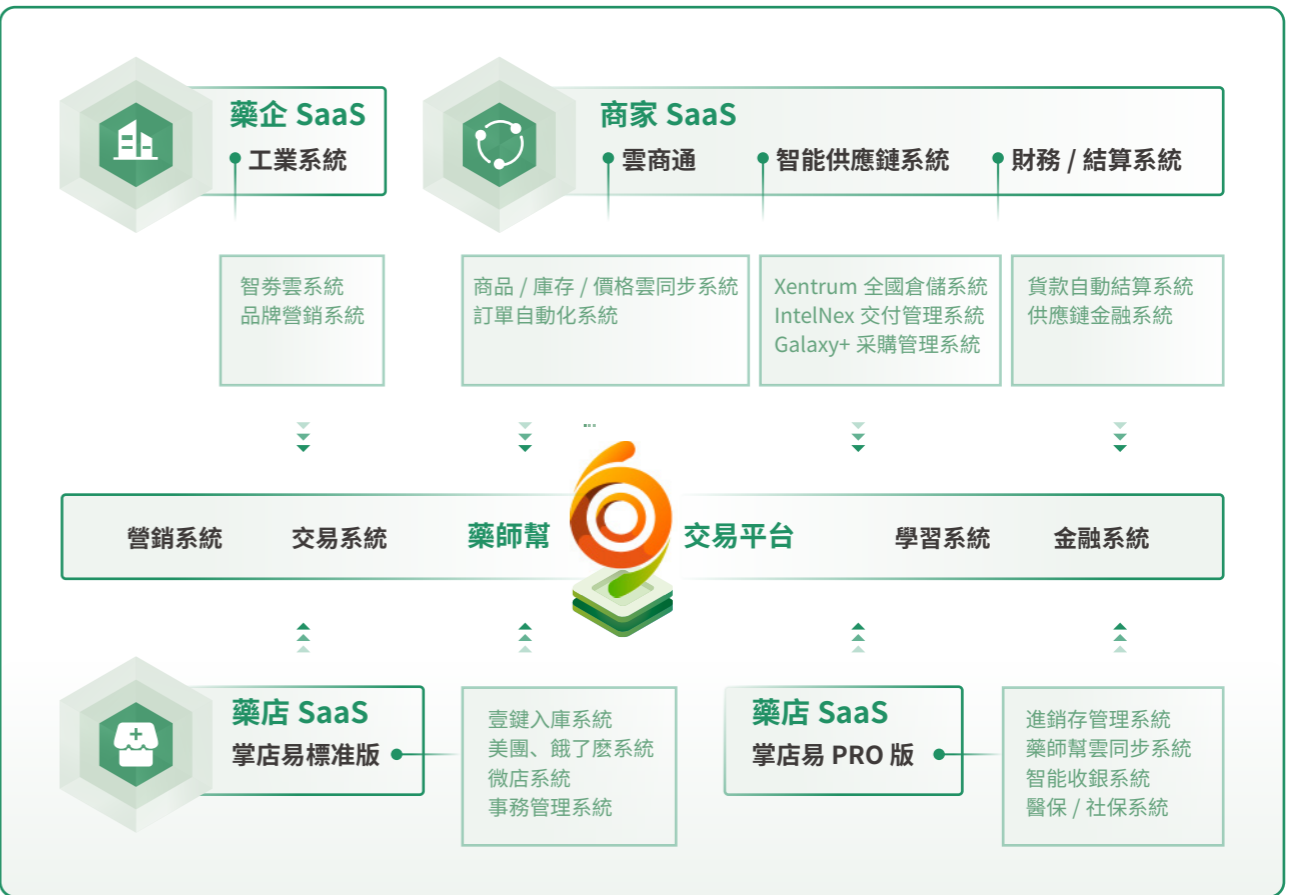 藥企 SaaS
工業系統
商家 SaaS
雲商通
智能供應鏈系統
財務 / 結算系統
智券雲系統
品牌營銷系統
商品 / 庫存 / 價格雲同步系統
訂單自動化系統
Xentrum 全國倉儲系統
IntelNex 交付管理系統
Galaxy+ 采購管理系統
貨款自動結算系統
供應鏈金融系統
營銷系統
交易系統
藥師幫
交易平台
學習系統
金融系統
藥店 SaaS
掌店易標准版
壹鍵入庫系統
美團、餓了麽系統
微店系統
事務管理系統
藥店 SaaS
掌店易 PRO 版
進銷存管理系統
藥師幫雲同步系統
智能收銀系統
醫保 / 社保系統